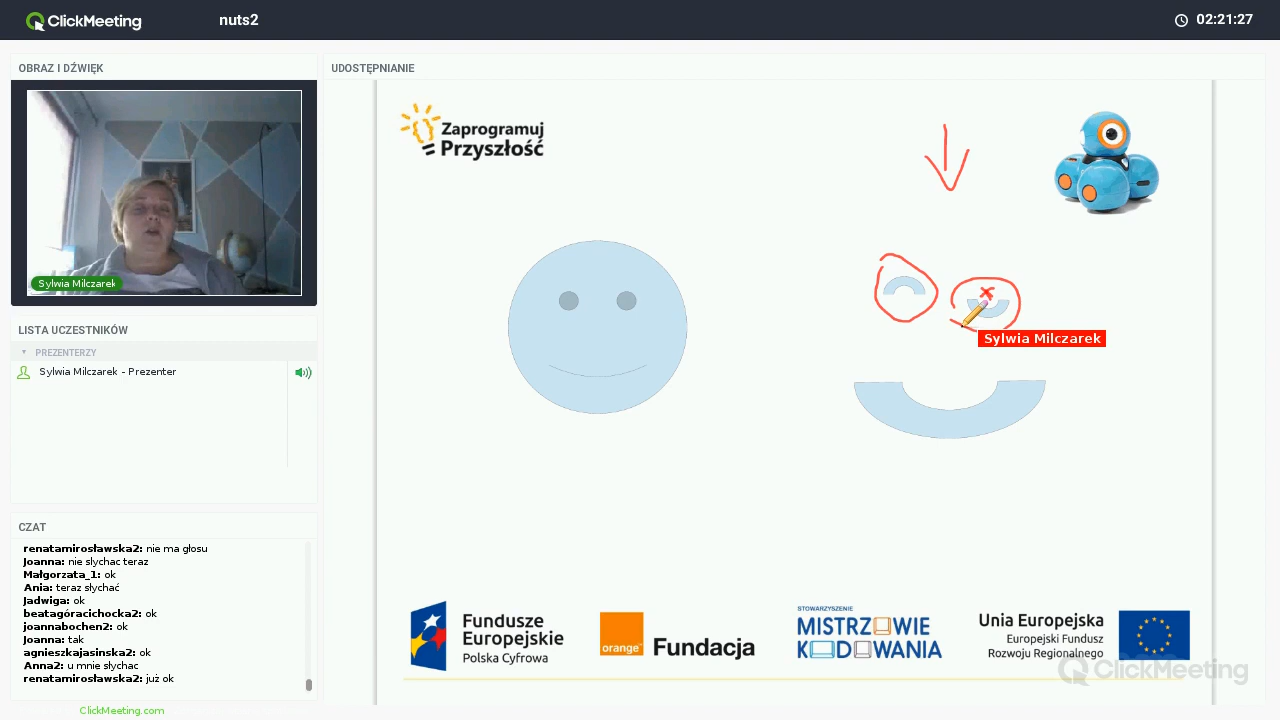 ClickMeeting
nuts2
02:21:27
OBRAZ I DŹWIĘK
Sylwia Milczarek
LISTA UCZESTNIKÓW
PREZENTERZY
Sylwia Milczarek - Prezenter
CZAT
renatamirosławska2: nie ma głosu
Joanna: nie slychac teraz
Małgorzata_1: ok
Ania: teraz słychać
Jadwiga: ok
beatagóracichocka2: ok
joannabochen2: ok
Joanna: tak
agnieszkajasinska2: ok
Anna2: u mnie słychac
renatamirosławska2: już ok
ClickMeeting.com
UDOSTĘPNIANIE
Zaprogramuj
Przyszłość
Sylwia Milczarek
Fundusze
Europejskie
Polska Cyfrowa
orange
Fundacja
STOWARZYSZENIE
MISTRZOWIE
KODOWANIA
Unia Europejska
Europejski Fundusz
Rozwoju Regionalnego
ClickMeeting